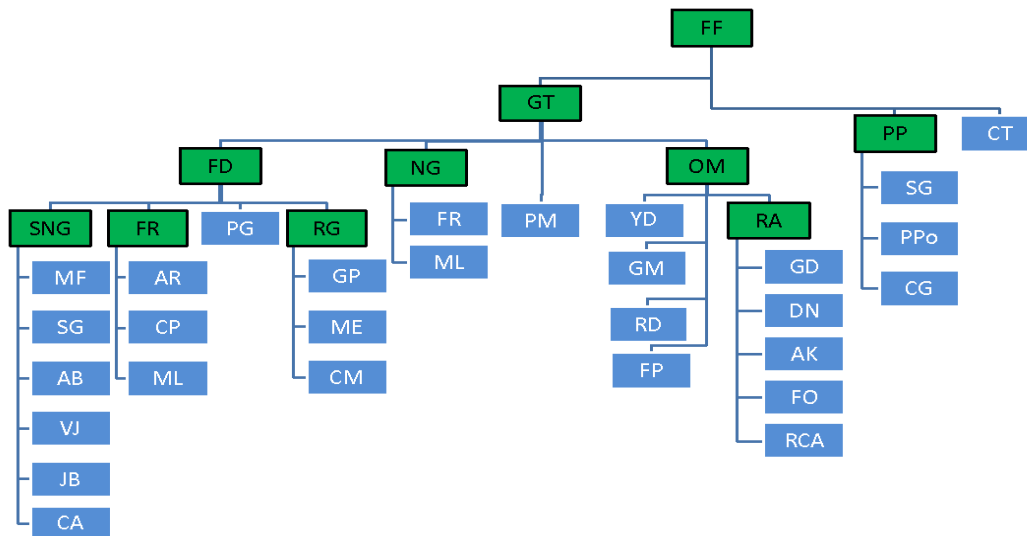 FF
GT
PP
CT
FD
NG
OM
SNG
FR
PG
RG
FR
ML
PM
YD
GM
RD
FP
RA
SG
PPo
CG
MF
SG
AB
VJ
JB
CA
AR
CP
ML
GP
ME
CM
GD
DN
AK
FO
RCA